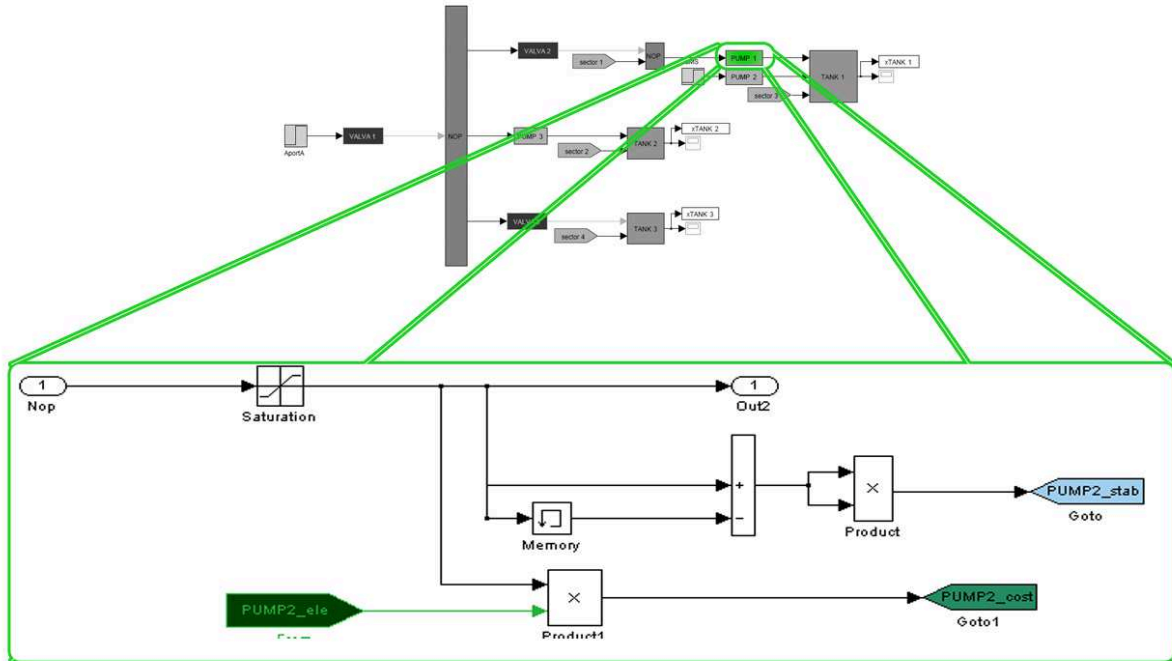 VALVA 2
NOP
PUMP 1
xTANK 1
sector 1
PUMP 2
TANK 1
sector 3
AportA
VALVA 1
NOP
PUMP 3
xTANK 2
sector 2
TANK 2
xTANK 3
sector 4
TANK 3
1
Nop
Saturation
1
Out2
+
−
Memory
×
Product
PUMP2_stab
Goto
PUMP2_ele
×
Product1
PUMP2_cost
Goto1